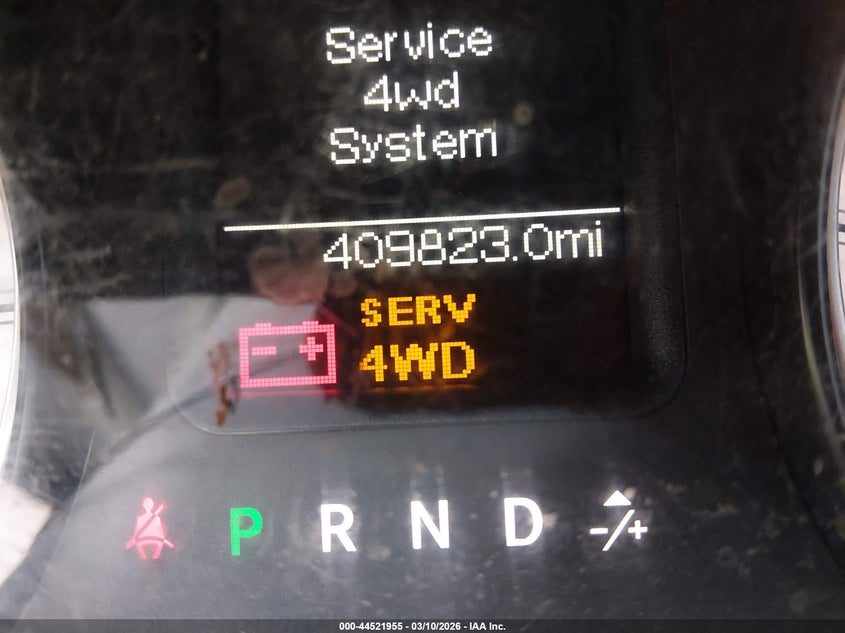 Service
4wd
System
409823.0mi
SERV
4WD
P R N D -/+
000-44521955 - 03/10/2026 - IAA Inc.